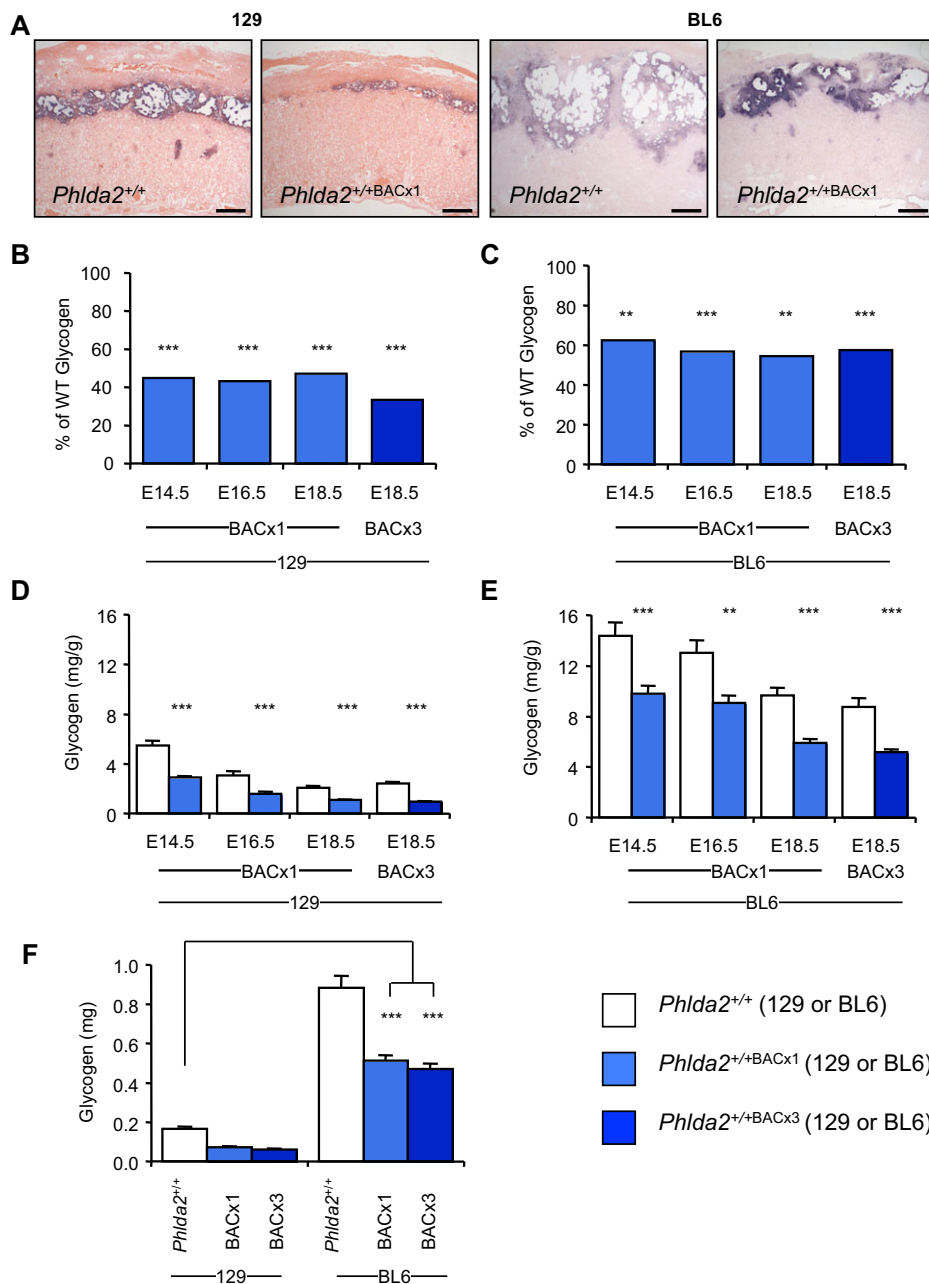 A
129
BL6
Phlda2+/+
Phlda2+/+BACx1
Phlda2+/+
Phlda2+/+BACx1
B
% of WT Glycogen
100
80
60
40
20
0
***
***
***
***
E14.5
E16.5
E18.5
E18.5
BACx1
BACx3
129
C
% of WT Glycogen
100
80
60
40
20
0
**
***
**
***
E14.5
E16.5
E18.5
E18.5
BACx1
BACx3
BL6
D
Glycogen (mg/g)
16
12
8
4
0
***
***
***
***
E14.5
E16.5
E18.5
E18.5
BACx1
BACx3
129
E
Glycogen (mg/g)
16
12
8
4
0
***
**
***
***
E14.5
E16.5
E18.5
E18.5
BACx1
BACx3
BL6
F
Glycogen (mg)
1.0
0.8
0.6
0.4
0.2
0.0
***
***
Phlda2+/+
BACx1
BACx3
Phlda2+/+
BACx1
BACx3
129
BL6
Phlda2+/+ (129 or BL6)
Phlda2+/+BACx1 (129 or BL6)
Phlda2+/+BACx3 (129 or BL6)